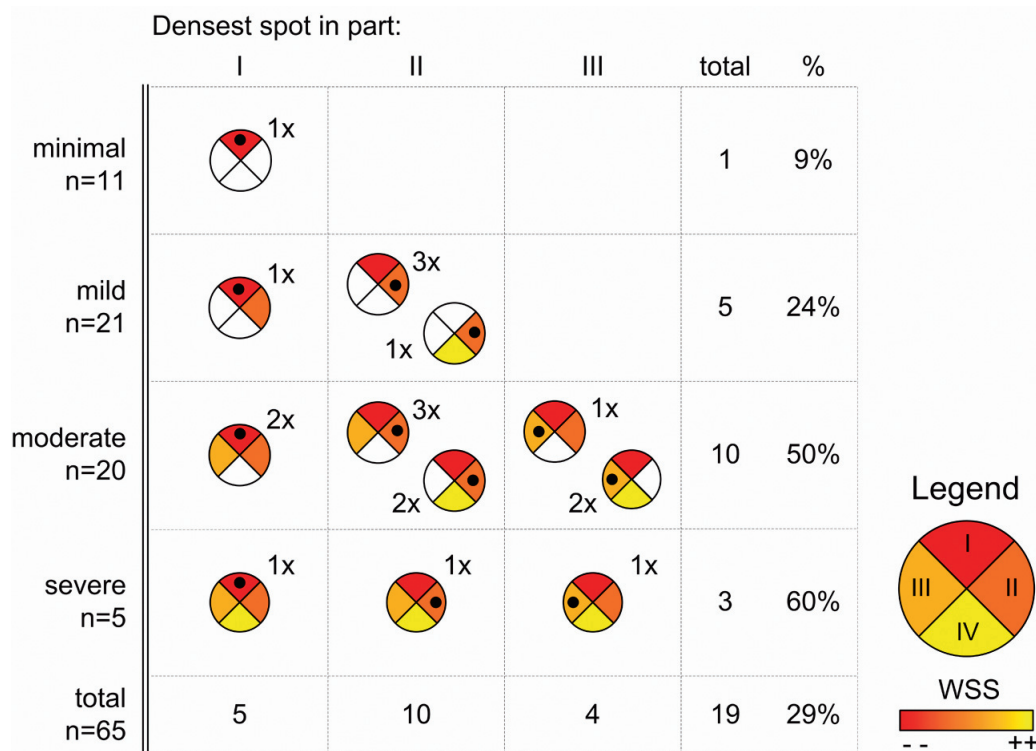 Densest spot in part:
I II III total %
minimal
n=11
1x
1 9%
mild
n=21
1x 3x
1x
5 24%
moderate
n=20
2x 3x 1x
2x 2x
10 50%
severe
n=5
1x 1x 1x
3 60%
total
n=65
5 10 4 19 29%
Legend
I
III II
IV
WSS
-- ++